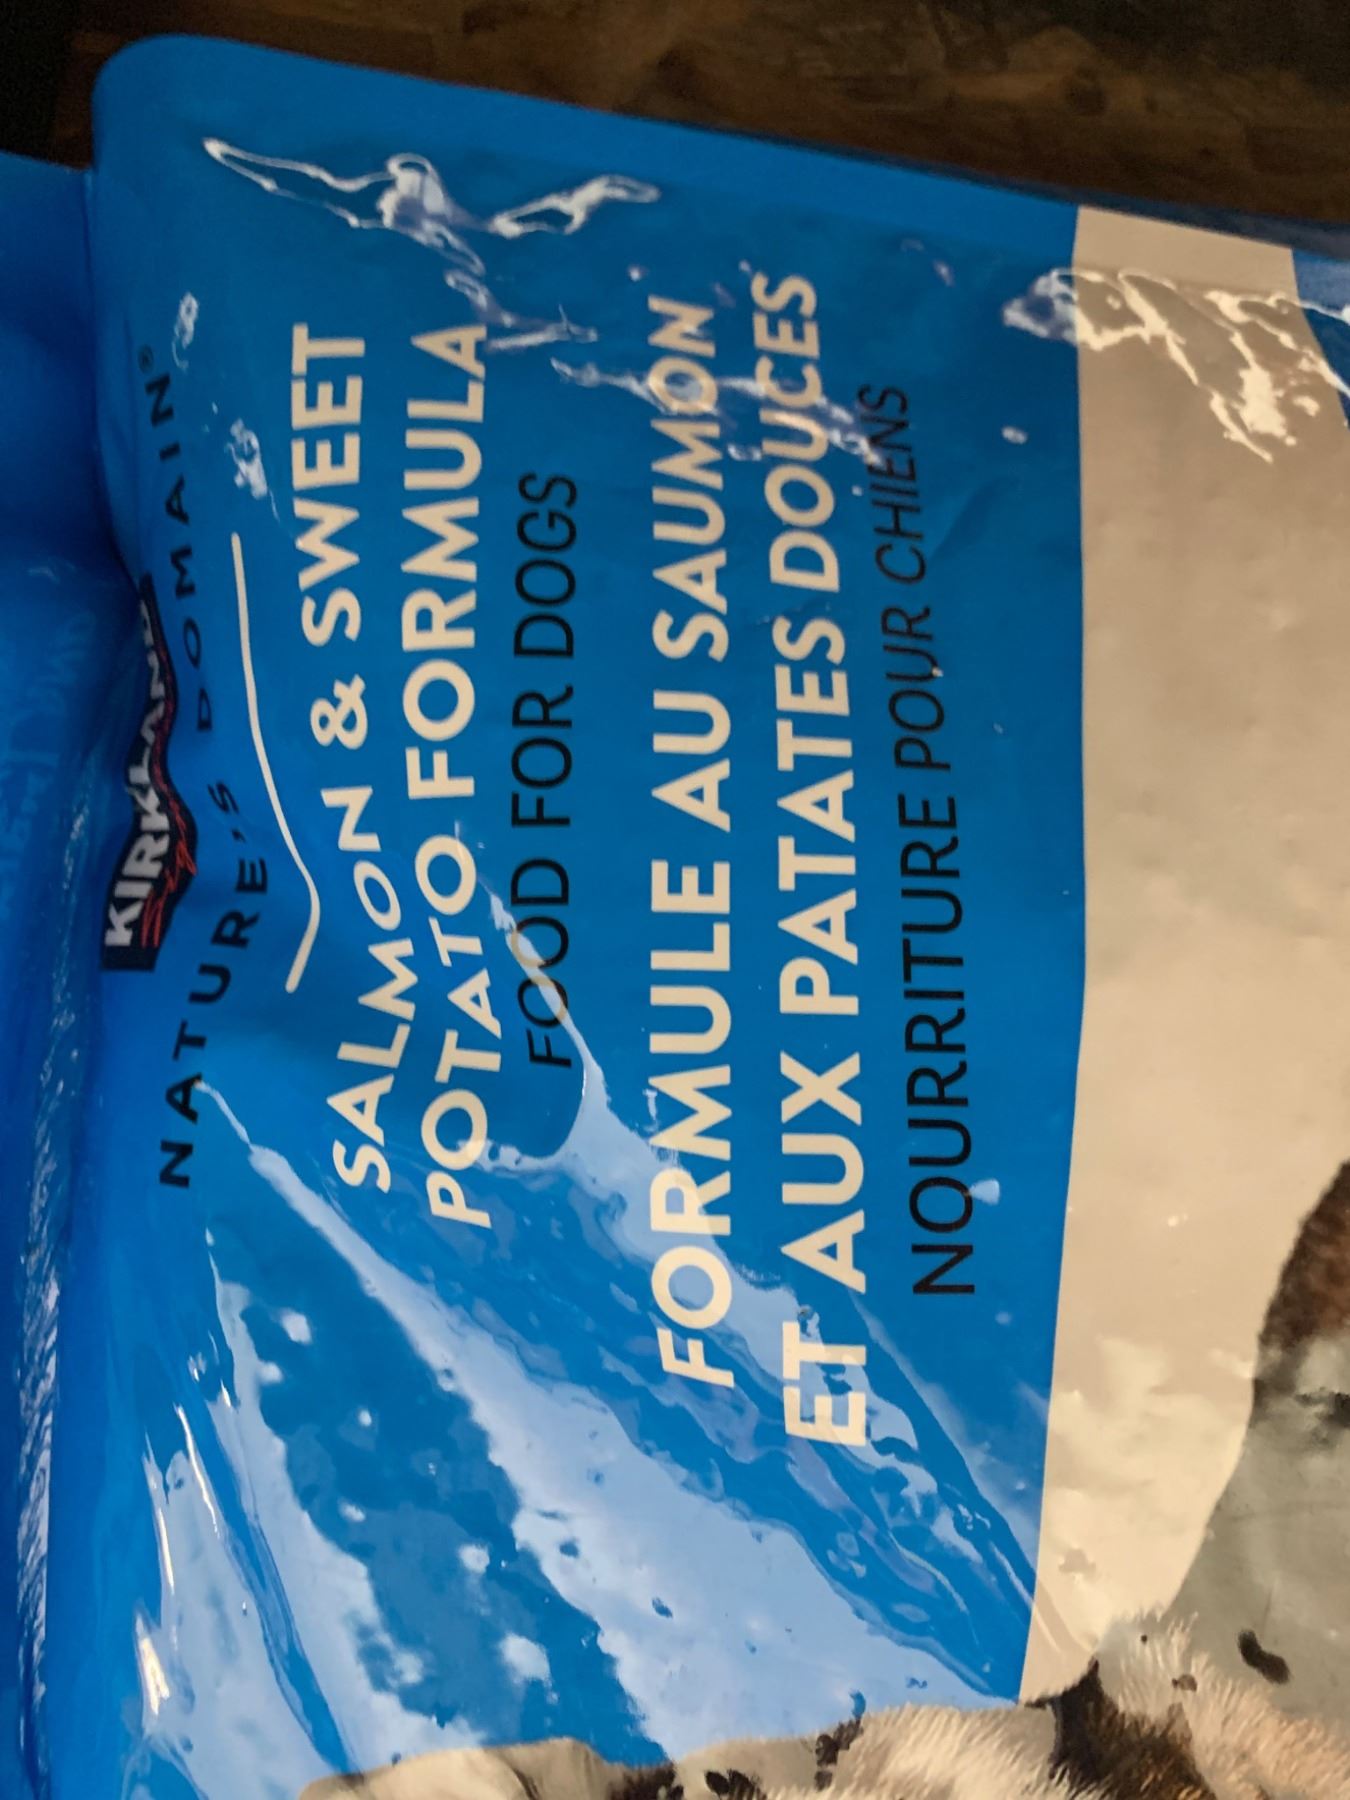 KIRKLAND
NATURE'S DOMAIN®
SALMON & SWEET
POTATO FORMULA
FOOD FOR DOGS
FORMULE AU SAUMON
ET AUX PATATES DOUCES
NOURRITURE POUR CHIENS